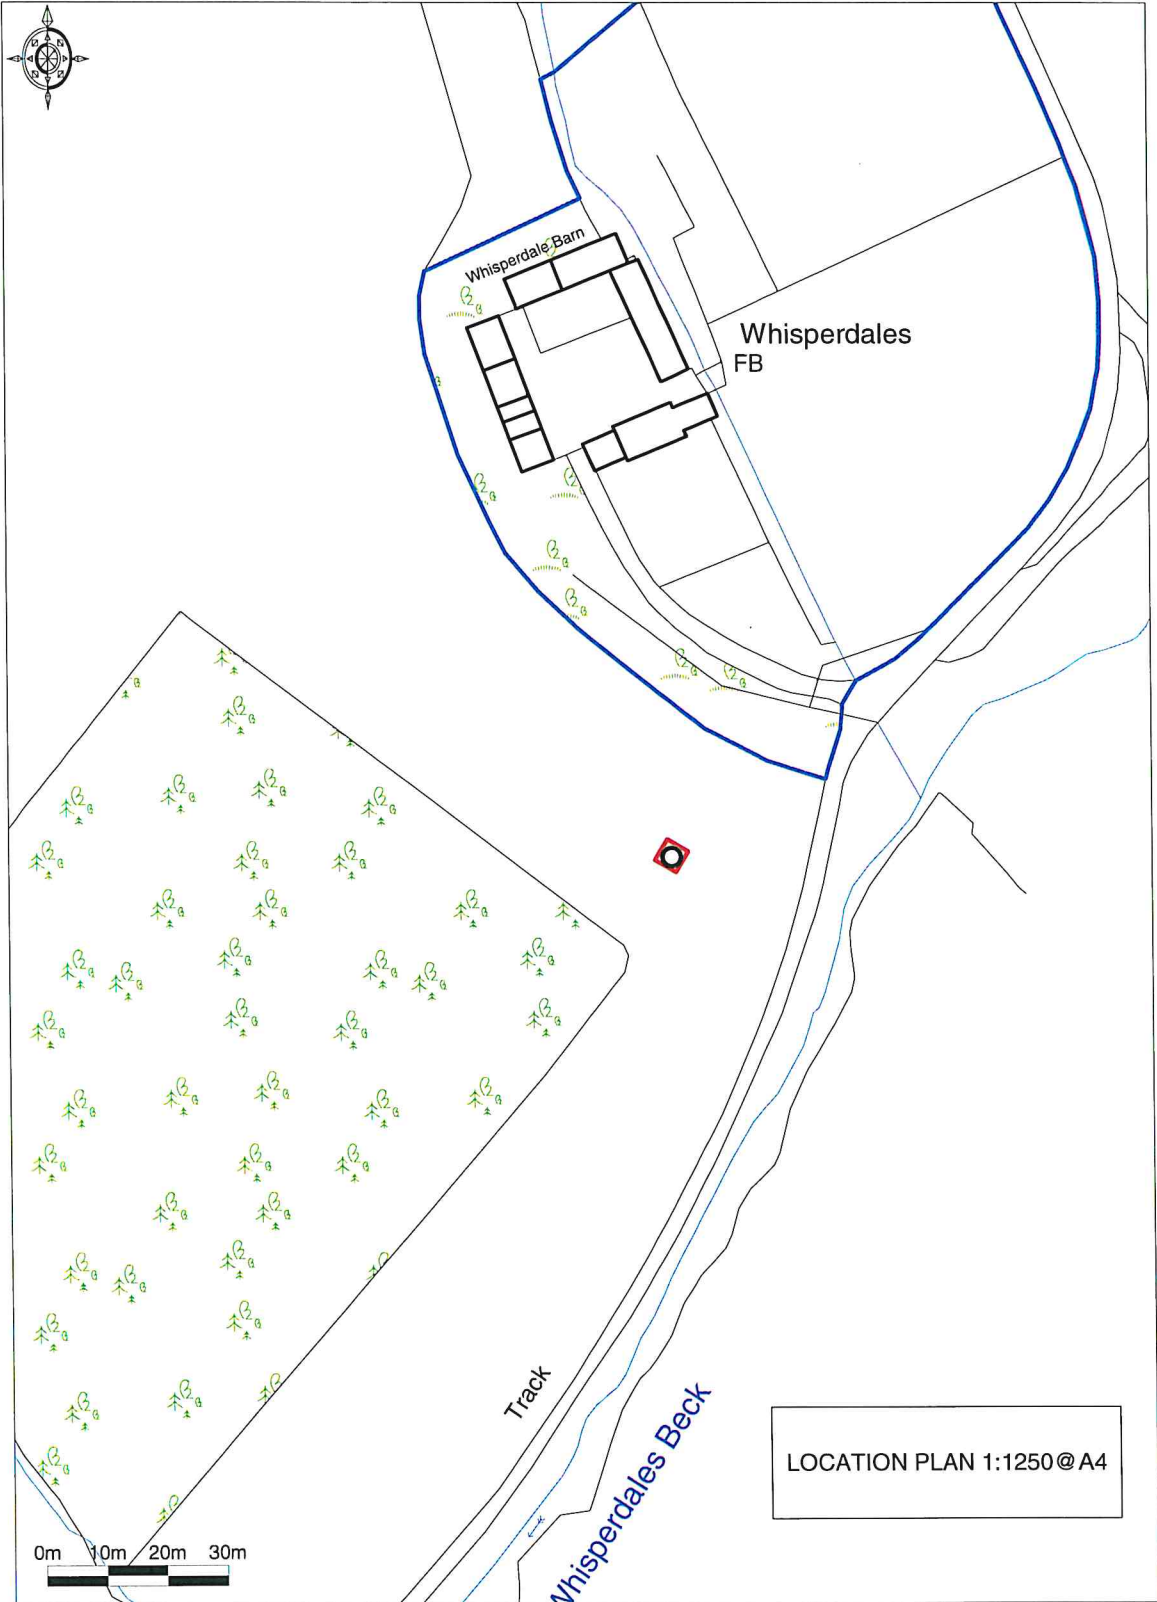 Whisperdale Barn
Whisperdales
FB
Track
Whisperdales Beck
LOCATION PLAN 1:1250@A4
0m 10m 20m 30m